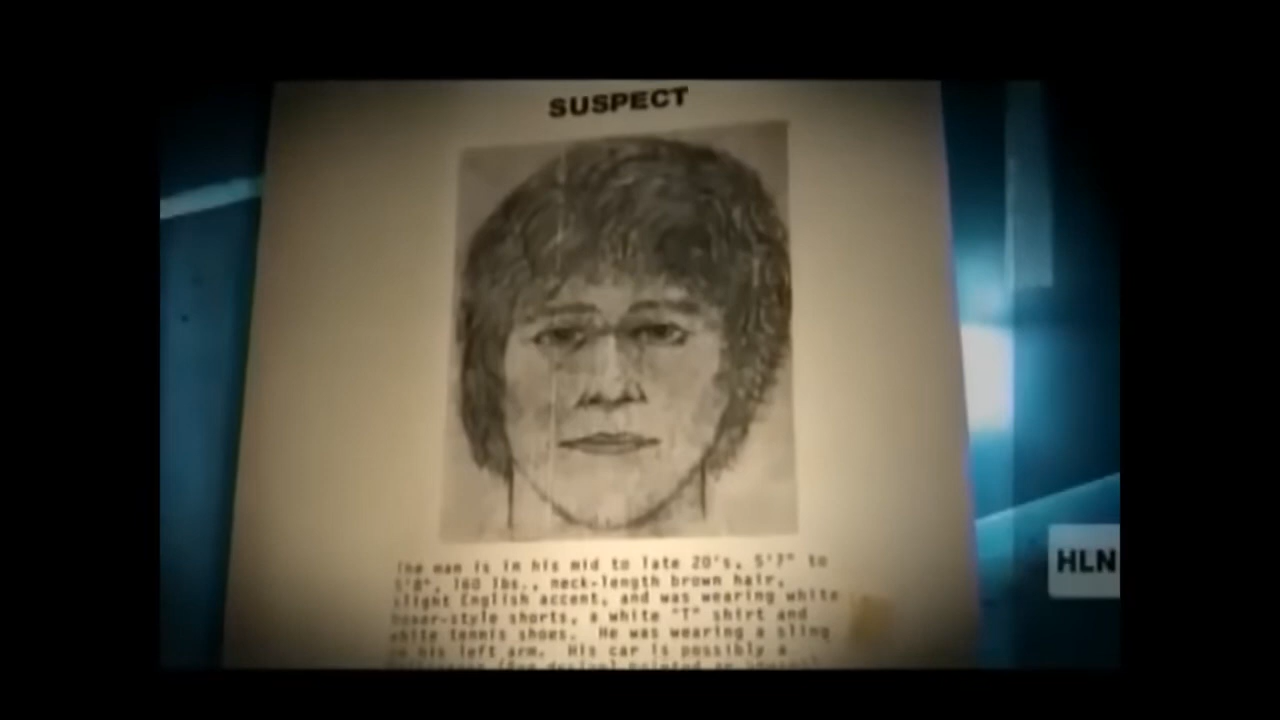 SUSPECT
The man is in his mid to late 20's, 5'7" to
5'8", 160 lbs., neck-length brown hair,
slight English accent, and was wearing white
boxer-style shorts, a white "T" shirt and
white tennis shoes. He was wearing a sling
on his left arm. His car is possibly a
HLN